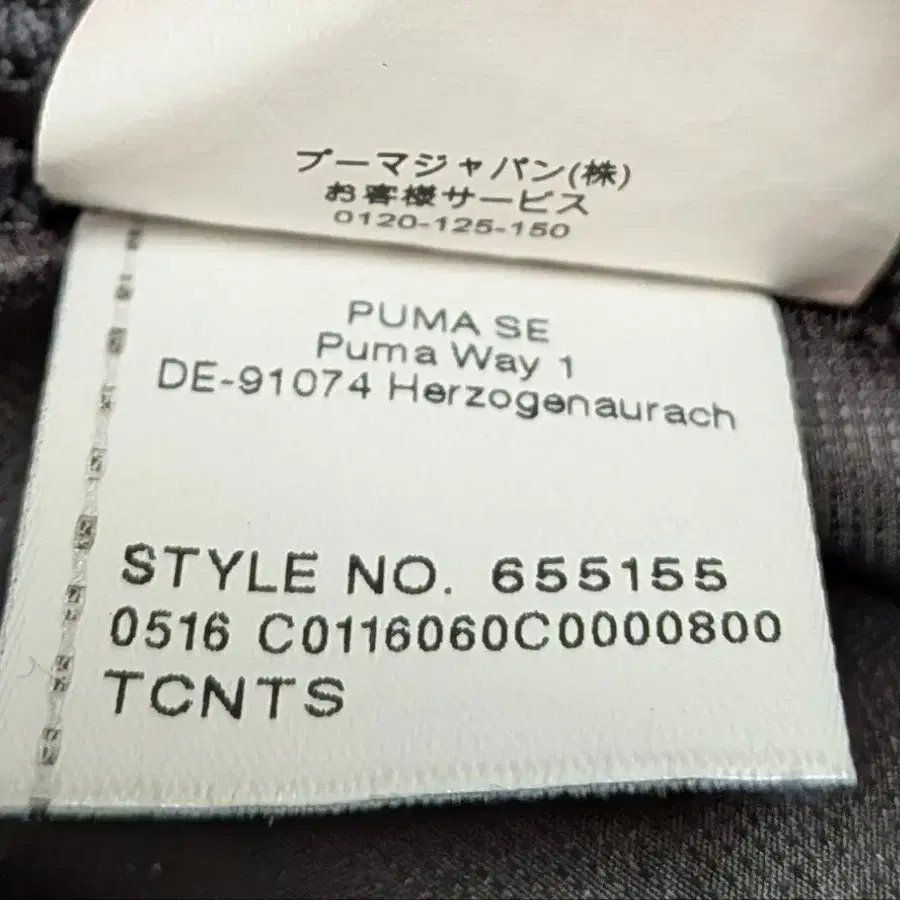 プーマジャパン(株)
お客様サービス
0120-125-150
PUMA SE
Puma Way 1
DE-91074 Herzogenaurach
STYLE NO. 655155
0516 C0116060C0000800
TCNTS